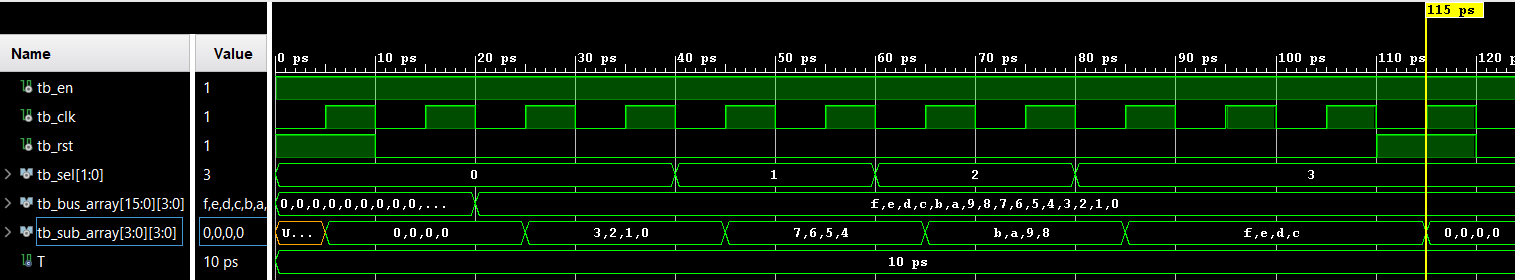 115 ps
Name Value
0 ps 10 ps 20 ps 30 ps 40 ps 50 ps 60 ps 70 ps 80 ps 90 ps 100 ps 110 ps 120 p
tb_en 1
tb_clk 1
tb_rst 1
tb_sel[1:0] 3 0 1 2 3
tb_bus_array[15:0][3:0] f,e,d,c,b,a, 0,0,0,0,0,0,0,0,0,... f,e,d,c,b,a,9,8,7,6,5,4,3,2,1,0
tb_sub_array[3:0][3:0] 0,0,0,0 U... 0,0,0,0 3,2,1,0 7,6,5,4 b,a,9,8 f,e,d,c 0,0,0,0
T 10 ps 10 ps